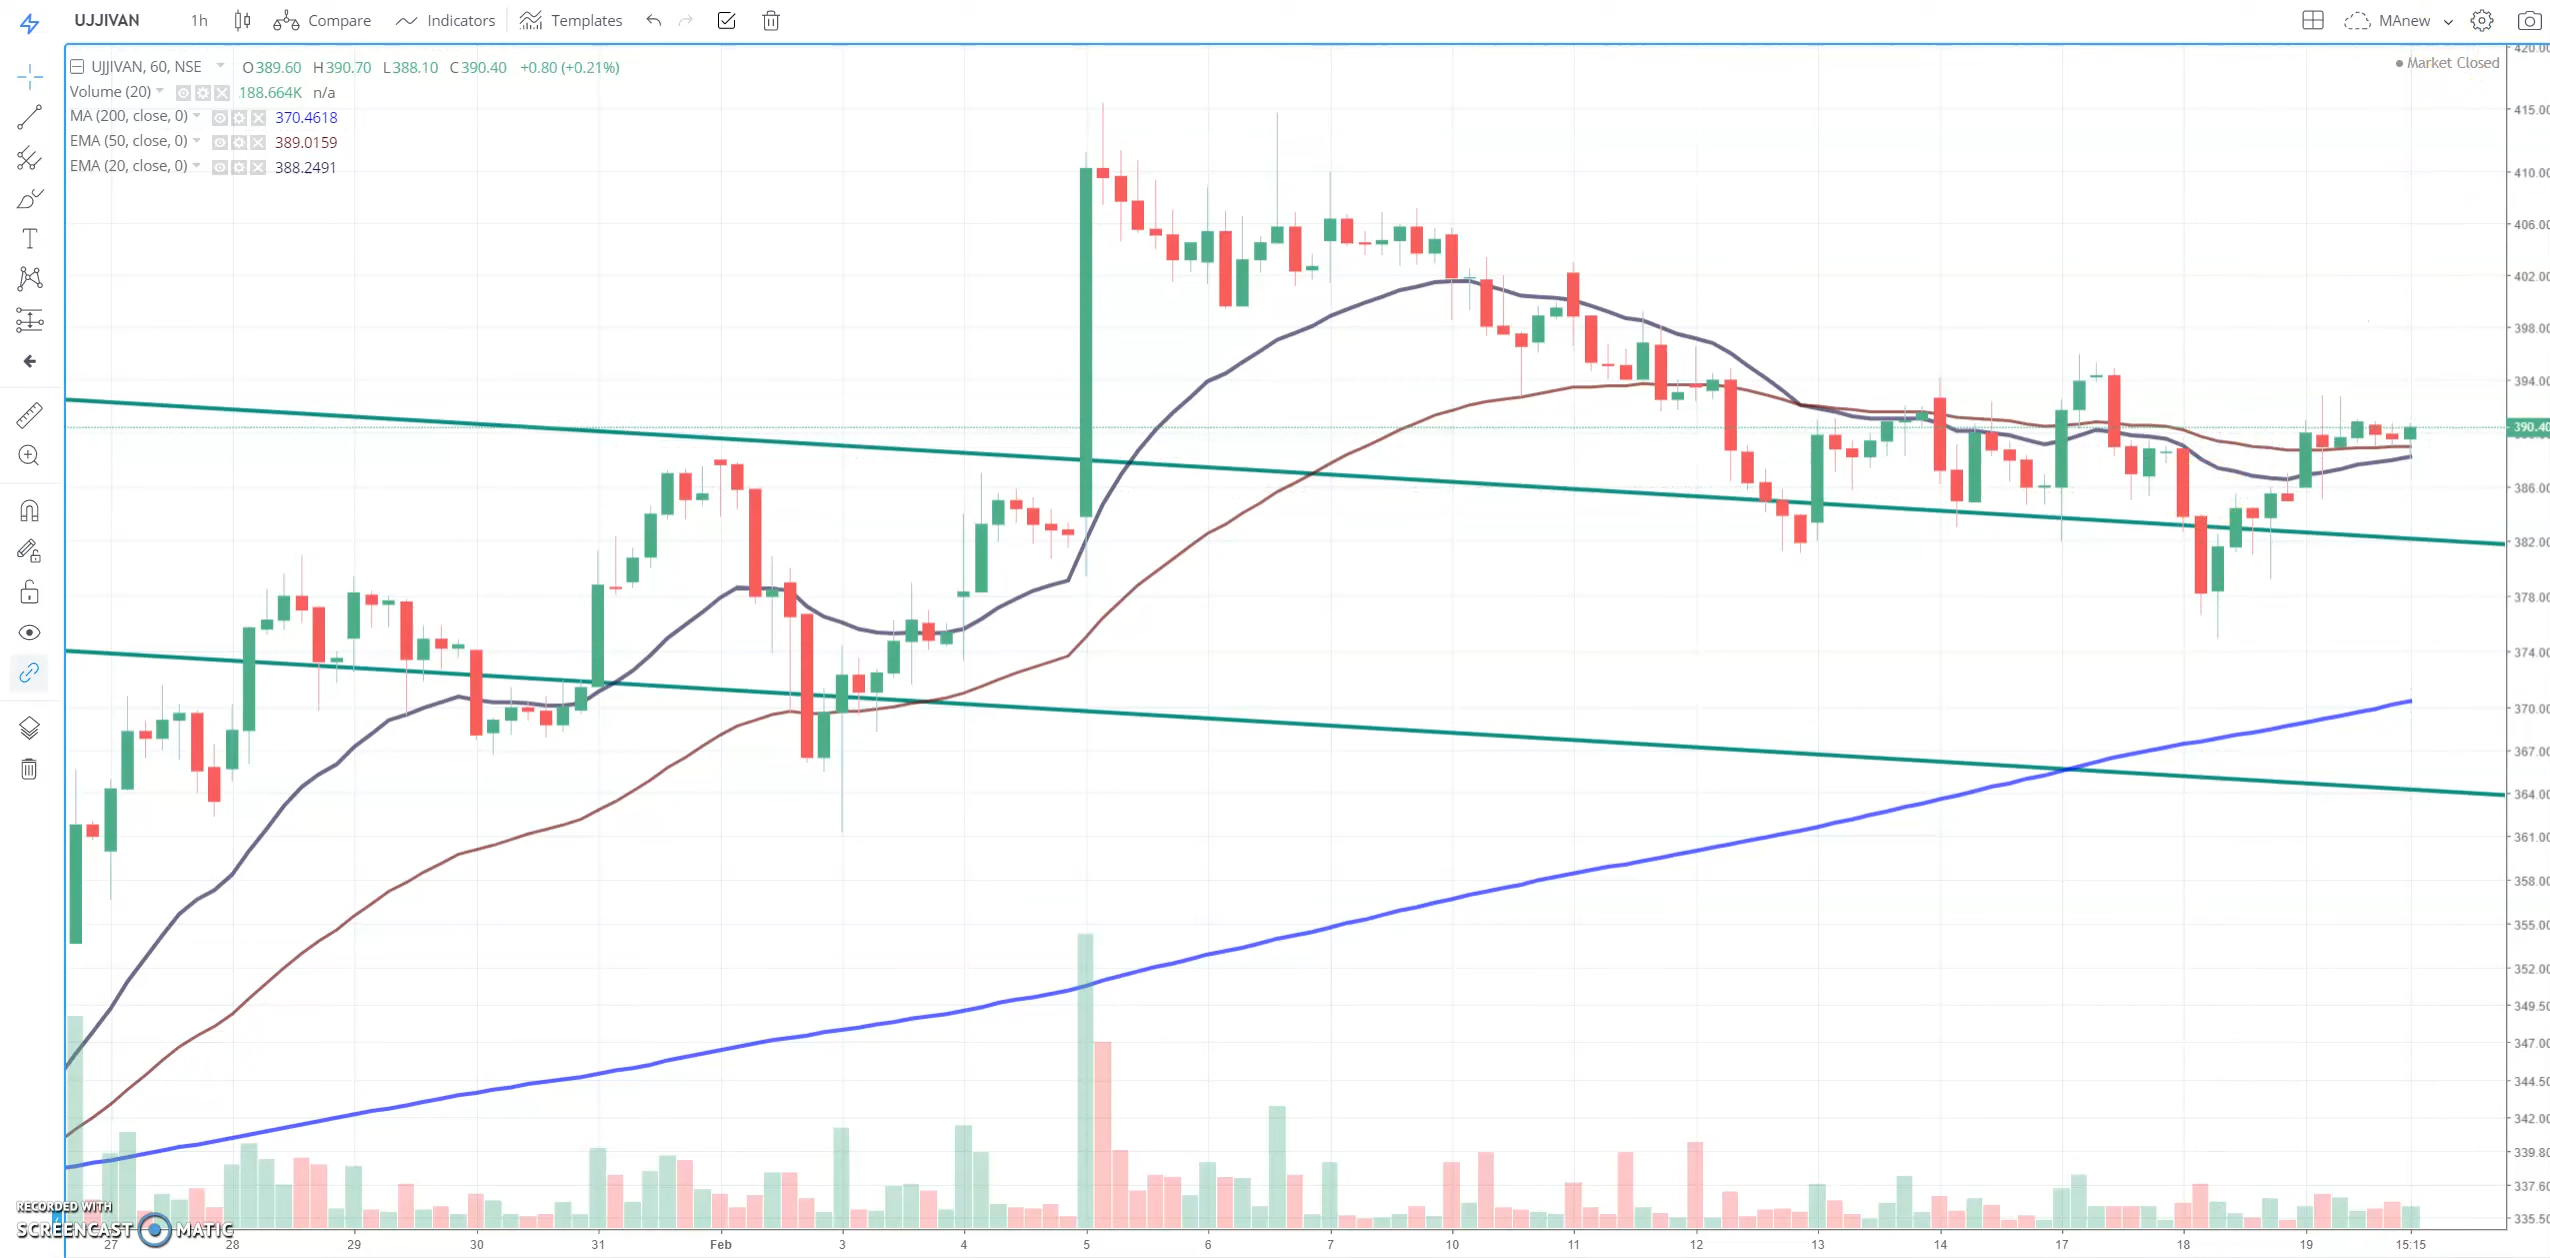 UJJIVAN 1h Compare Indicators Templates MAnew
UJJIVAN, 60, NSE O389.60 H390.70 L388.10 C390.40 +0.80 (+0.21%)
Market Closed
Volume (20) 188.664K n/a
MA (200, close, 0) 370.4618
EMA (50, close, 0) 389.0159
EMA (20, close, 0) 388.2491
420.00
415.00
410.00
406.00
402.00
398.00
394.00
390.40
386.00
382.00
378.00
374.00
370.00
367.00
364.00
361.00
358.00
355.00
352.00
349.50
347.00
344.50
342.00
339.80
337.60
335.50
RECORDED WITH
SCREENCAST MATIC
27 28 29 30 31 Feb 3 4 5 6 7 10 11 12 13 14 17 18 19 15:15